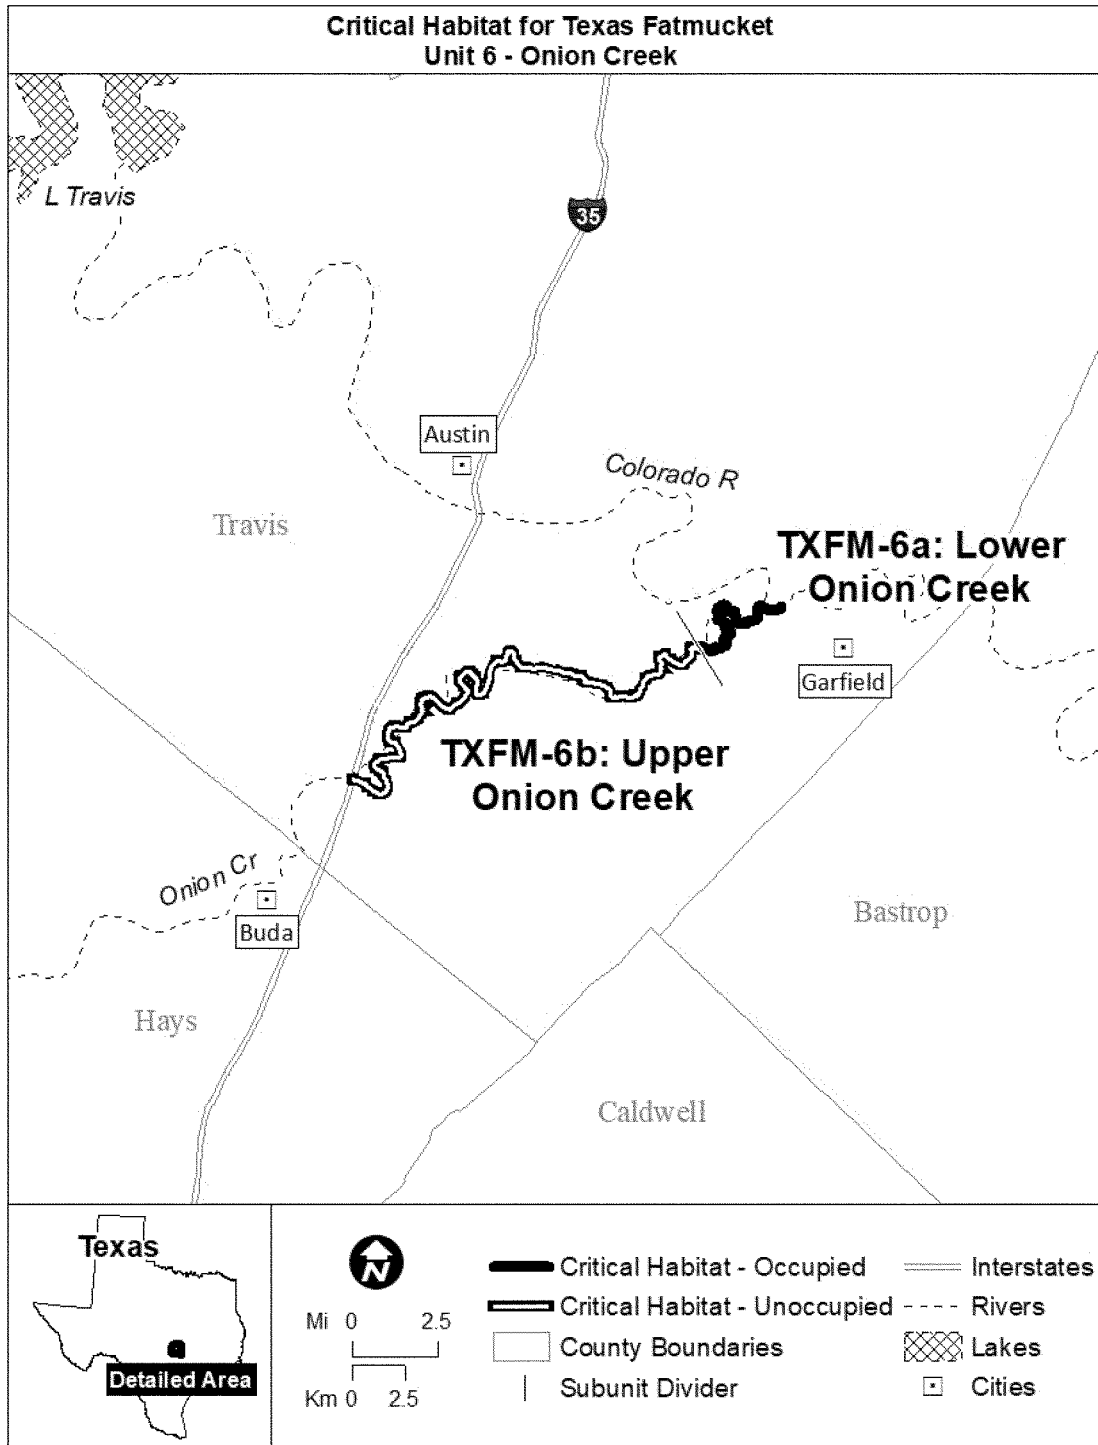 Critical Habitat for Texas Fatmucket
Unit 6 - Onion Creek
L Travis
35
Austin
Colorado R
Travis
TXFM-6a: Lower
Onion Creek
Garfield
TXFM-6b: Upper
Onion Creek
Onion Cr
Buda
Bastrop
Hays
Caldwell
Texas
Detailed Area
N
Mi 0 2.5
Km 0 2.5
Critical Habitat - Occupied
Critical Habitat - Unoccupied
County Boundaries
Subunit Divider
Interstates
Rivers
Lakes
Cities